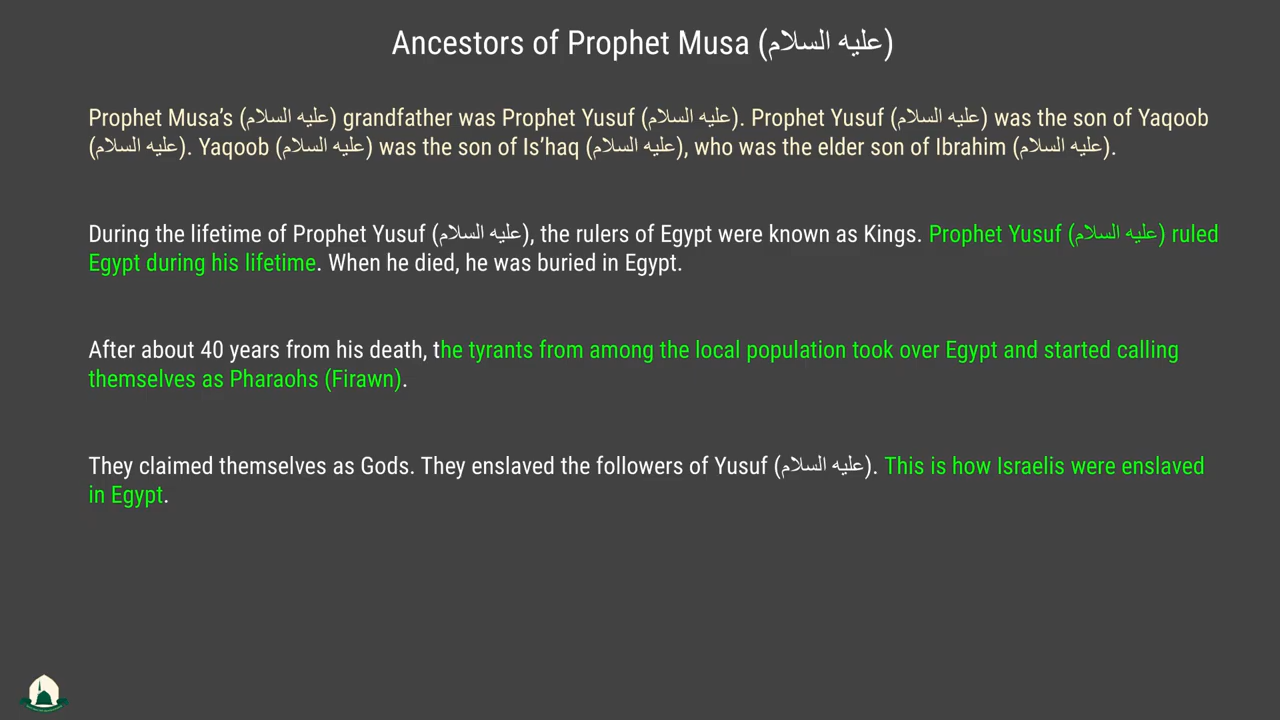 Ancestors of Prophet Musa (عليه السلام)
Prophet Musa’s (عليه السلام) grandfather was Prophet Yusuf (عليه السلام). Prophet Yusuf (عليه السلام) was the son of Yaqoob
(عليه السلام). Yaqoob (عليه السلام) was the son of Is’haq (عليه السلام), who was the elder son of Ibrahim (عليه السلام).
During the lifetime of Prophet Yusuf (عليه السلام), the rulers of Egypt were known as Kings. Prophet Yusuf (عليه السلام) ruled
Egypt during his lifetime. When he died, he was buried in Egypt.
After about 40 years from his death, the tyrants from among the local population took over Egypt and started calling
themselves as Pharaohs (Firawn).
They claimed themselves as Gods. They enslaved the followers of Yusuf (عليه السلام). This is how Israelis were enslaved
in Egypt.